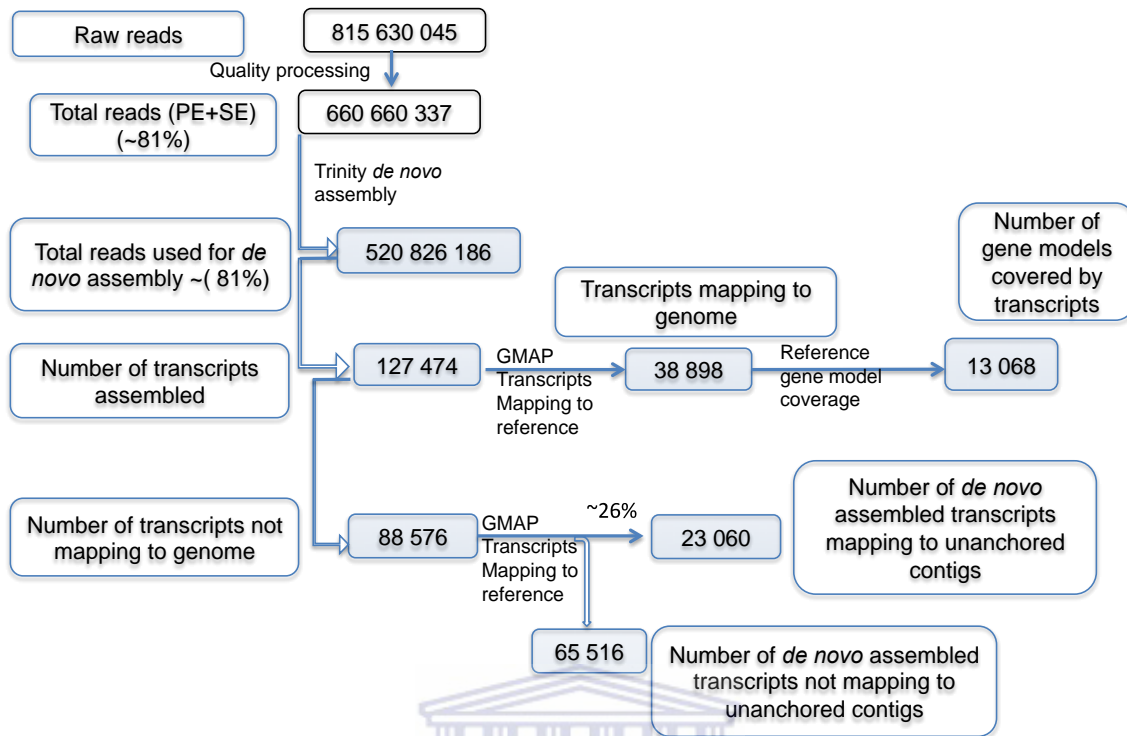 Raw reads
815 630 045
Quality processing
Total reads (PE+SE)
(~81%)
660 660 337
Trinity de novo
assembly
Total reads used for de
novo assembly ~( 81%)
520 826 186
Number of
gene models
covered by
transcripts
Transcripts mapping to
genome
Number of transcripts
assembled
127 474
GMAP
Transcripts
Mapping to
reference
38 898
Reference
gene model
coverage
13 068
Number of transcripts not
mapping to genome
88 576
GMAP
Transcripts
Mapping to
reference
~26%
23 060
Number of de novo
assembled transcripts
mapping to unanchored
contigs
65 516
Number of de novo assembled
transcripts not mapping to
unanchored contigs